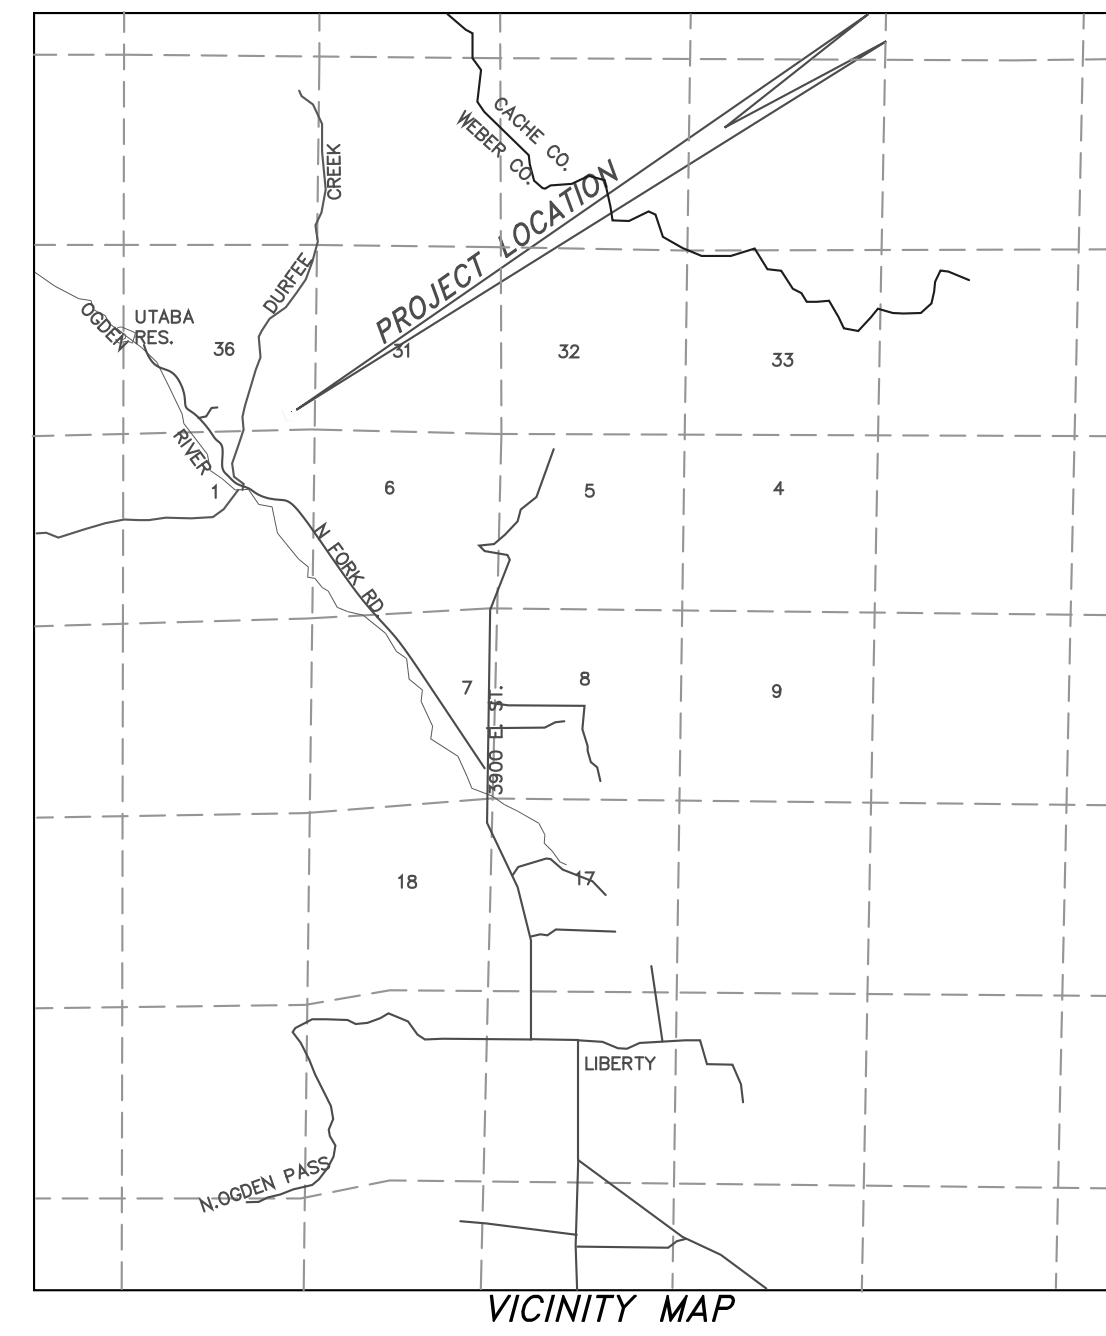 CACHE CO.
WEBER CO.
CREEK
DURFEE
PROJECT LOCATION
OGDEN
UTABA
RES.
36
31
32
33
RIVER
1
6
5
4
N FORK RD.
7
8
9
3900 E. ST.
18
17
LIBERTY
N.OGDEN PASS
VICINITY MAP